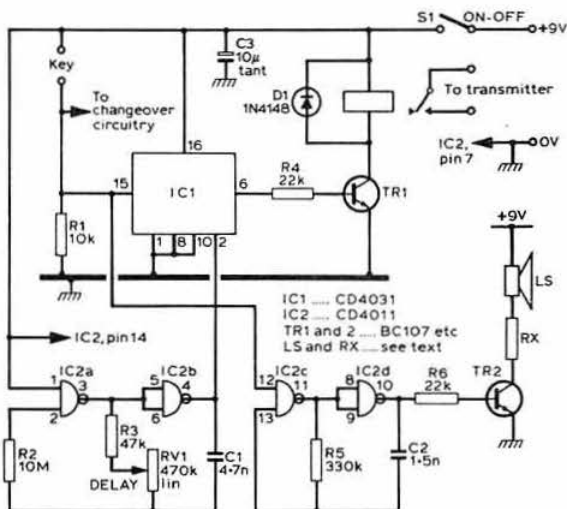 S1
ON-OFF
+9V
Key
C3
10μ
tant
D1
1N4148
To transmitter
To
changeover
circuitry
16
IC2,
pin7
0V
15
IC1
6
R4
22k
TR1
R1
10k
1
8
10
2
+9V
LS
IC1 ..... CD4031
IC2 ..... CD4011
TR1 and 2 ..... BC107 etc
LS and RX ..... see text
RX
IC2, pin14
IC2a
IC2b
IC2c
IC2d
TR2
1
2
3
5
6
4
12
13
11
8
9
10
R6
22k
R3
47k
R2
10M
RV1
470k
lin
DELAY
C1
4·7n
R5
330k
C2
1·5n